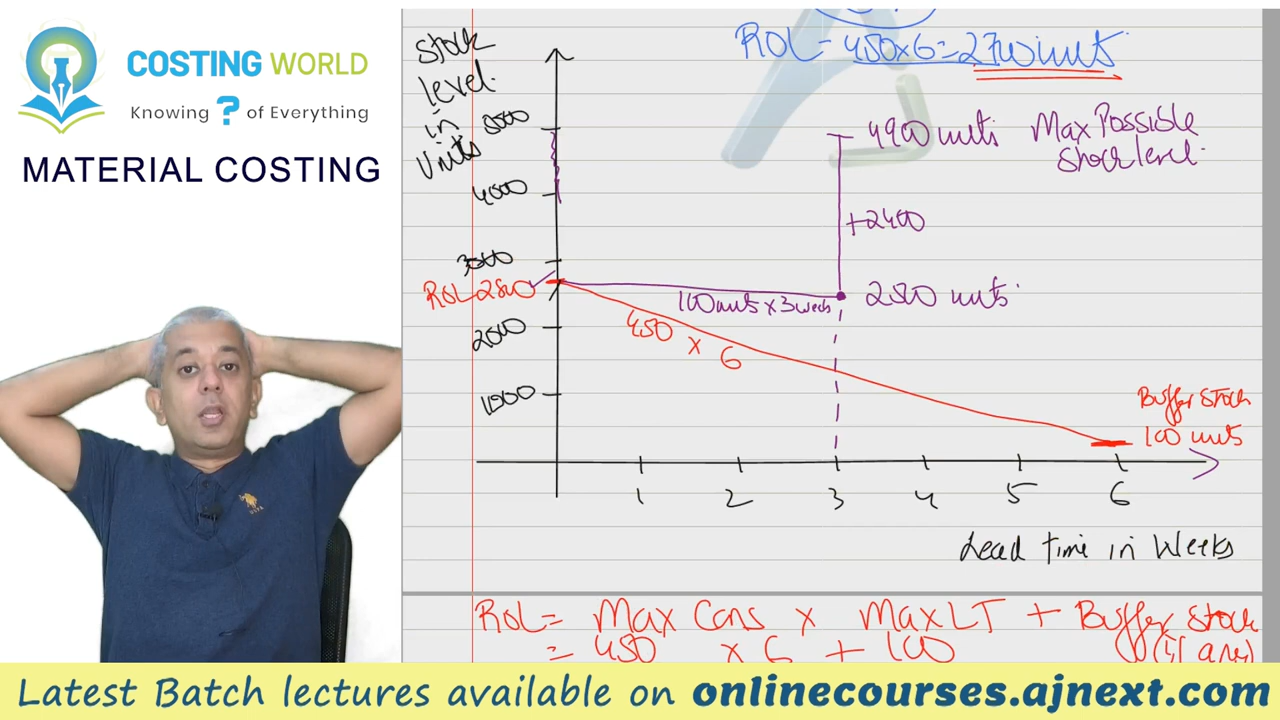 COSTING WORLD
Knowing ? of Everything
MATERIAL COSTING
ROL = 450x6= 2700 units
Stock
level
in
Units
5000
4000
3000
ROL 2800
2000
1000
4900 units
Max Possible
Stock level
+2400
2500 units
100 units x 3 weeks
450 x 6
Buffer Stock
100 units
1 2 3 4 5 6
Lead time in Weeks
ROL = Max Cons x Max LT + Buffer Stock
= 450 x 6 + 100 (if any)
Latest Batch lectures available on onlinecourses.ajnext.com